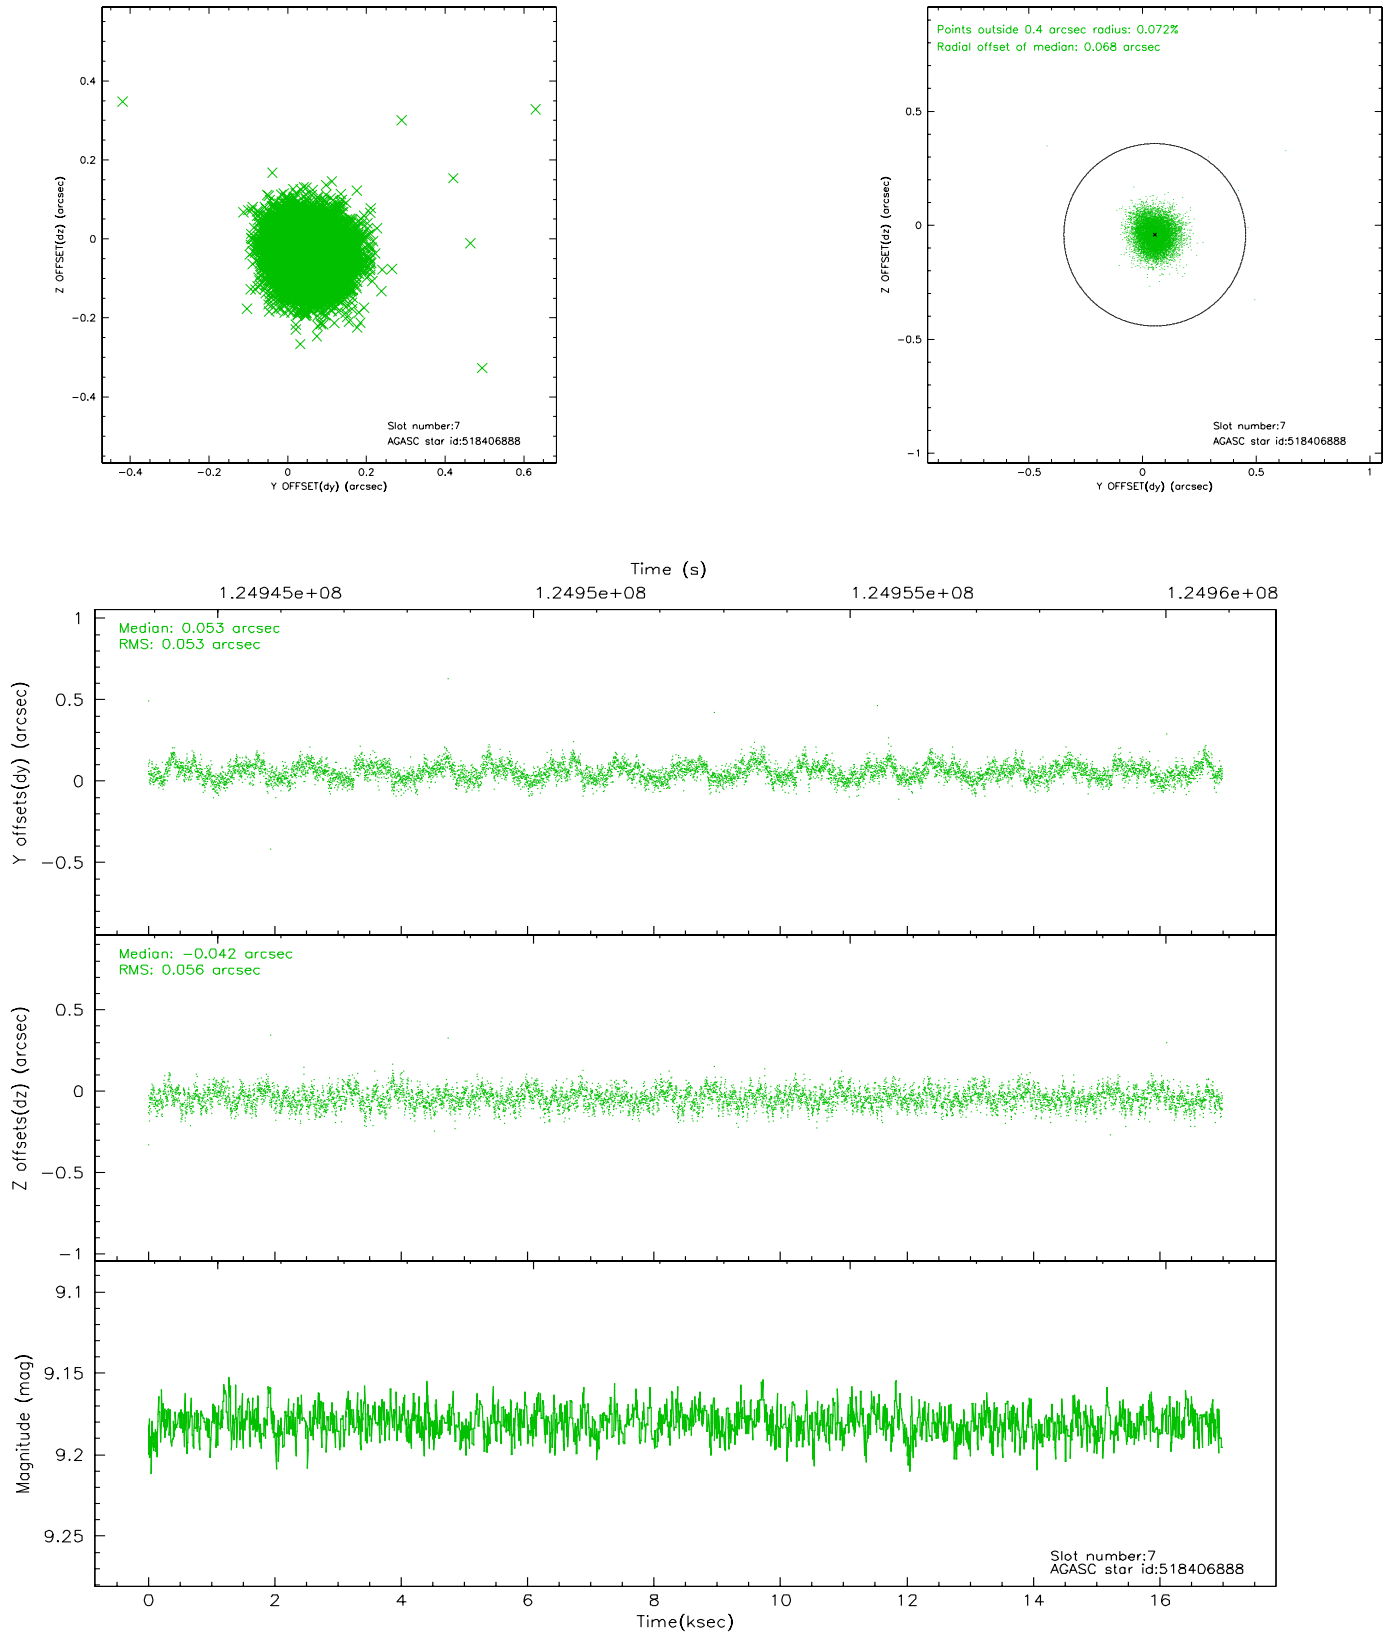 Z OFFSET(dz) (arcsec)
0.4
0.2
0
−0.2
−0.4
Slot number:7
AGASC star id:518406888
−0.4 −0.2 0 0.2 0.4 0.6
Y OFFSET(dy) (arcsec)
Points outside 0.4 arcsec radius: 0.072%
Radial offset of median: 0.068 arcsec
Z OFFSET(dz) (arcsec)
0.5
0
−0.5
−1
Slot number:7
AGASC star id:518406888
−0.5 0 0.5 1
Y OFFSET(dy) (arcsec)
Time (s)
1.24945e+08 1.2495e+08 1.24955e+08 1.2496e+08
Y offsets(dy) (arcsec)
1
0.5
0
−0.5
Median: 0.053 arcsec
RMS: 0.053 arcsec
Z offsets(dz) (arcsec)
0.5
0
−0.5
−1
Median: −0.042 arcsec
RMS: 0.056 arcsec
Magnitude (mag)
9.1
9.15
9.2
9.25
Slot number:7
AGASC star id:518406888
0 2 4 6 8 10 12 14 16
Time(ksec)